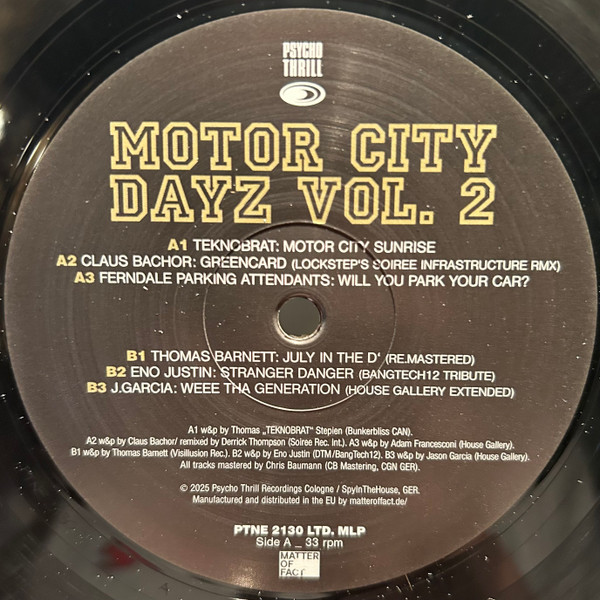 PSYCHO
THRILL
MOTOR CITY
DAYZ VOL. 2
A1 TEKNOBRAT: MOTOR CITY SUNRISE
A2 CLAUS BACHOR: GREENCARD (LOCKSTEP'S SOIREE INFRASTRUCTURE RMX)
A3 FERNDALE PARKING ATTENDANTS: WILL YOU PARK YOUR CAR?
B1 THOMAS BARNETT: JULY IN THE D' (RE.MASTERED)
B2 ENO JUSTIN: STRANGER DANGER (BANGTECH12 TRIBUTE)
B3 J.GARCIA: WEEE THA GENERATION (HOUSE GALLERY EXTENDED)
A1 w&p by Thomas „TEKNOBRAT" Stepien (Bunkerbliss CAN).
A2 w&p by Claus Bachor/ remixed by Derrick Thompson (Soiree Rec. Int.). A3 w&p by Adam Francesconi (House Gallery).
B1 w&p by Thomas Barnett (Visillusion Rec.). B2 w&p by Eno Justin (DTM/BangTech12). B3 w&p by Jason Garcia (House Gallery).
All tracks mastered by Chris Baumann (CB Mastering, CGN GER).
© 2025 Psycho Thrill Recordings Cologne / SpyInTheHouse, GER.
Manufactured and distributed in the EU by matteroffact.de/
PTNE 2130 LTD. MLP
Side A _ 33 rpm
MATTER
OF
FACT